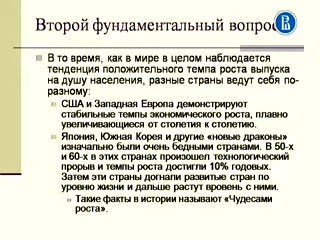 Второй фундаментальный вопрос
В то время, как в мире в целом наблюдается
тенденция положительного темпа роста выпуска
на душу населения, разные страны ведут себя по-
разному:
США и Западная Европа демонстрируют
стабильные темпы экономического роста, плавно
увеличивающиеся от столетия к столетию.
Япония, Южная Корея и другие «новые драконы»
изначально были очень бедными странами. В 50-х
и 60-х в этих странах произошел технологический
прорыв и темпы роста достигли 10% годовых.
Затем эти страны догнали развитые стран по
уровню жизни и дальше растут вровень с ними.
Такие факты в истории называют «Чудесами
роста».